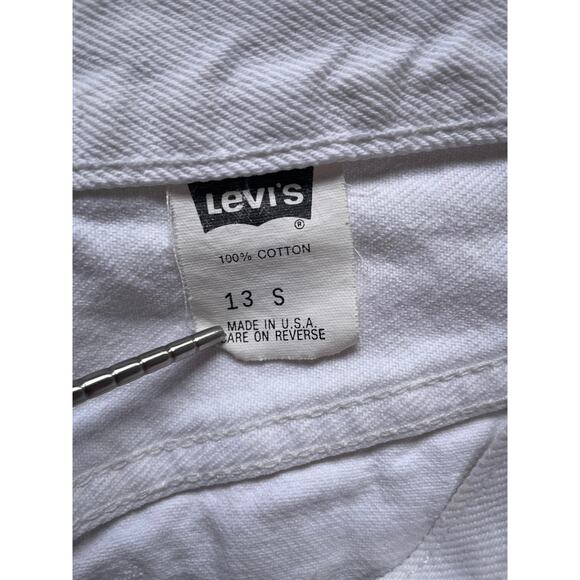 Levi's
®
100% COTTON
13 S
MADE IN U.S.A.
CARE ON REVERSE